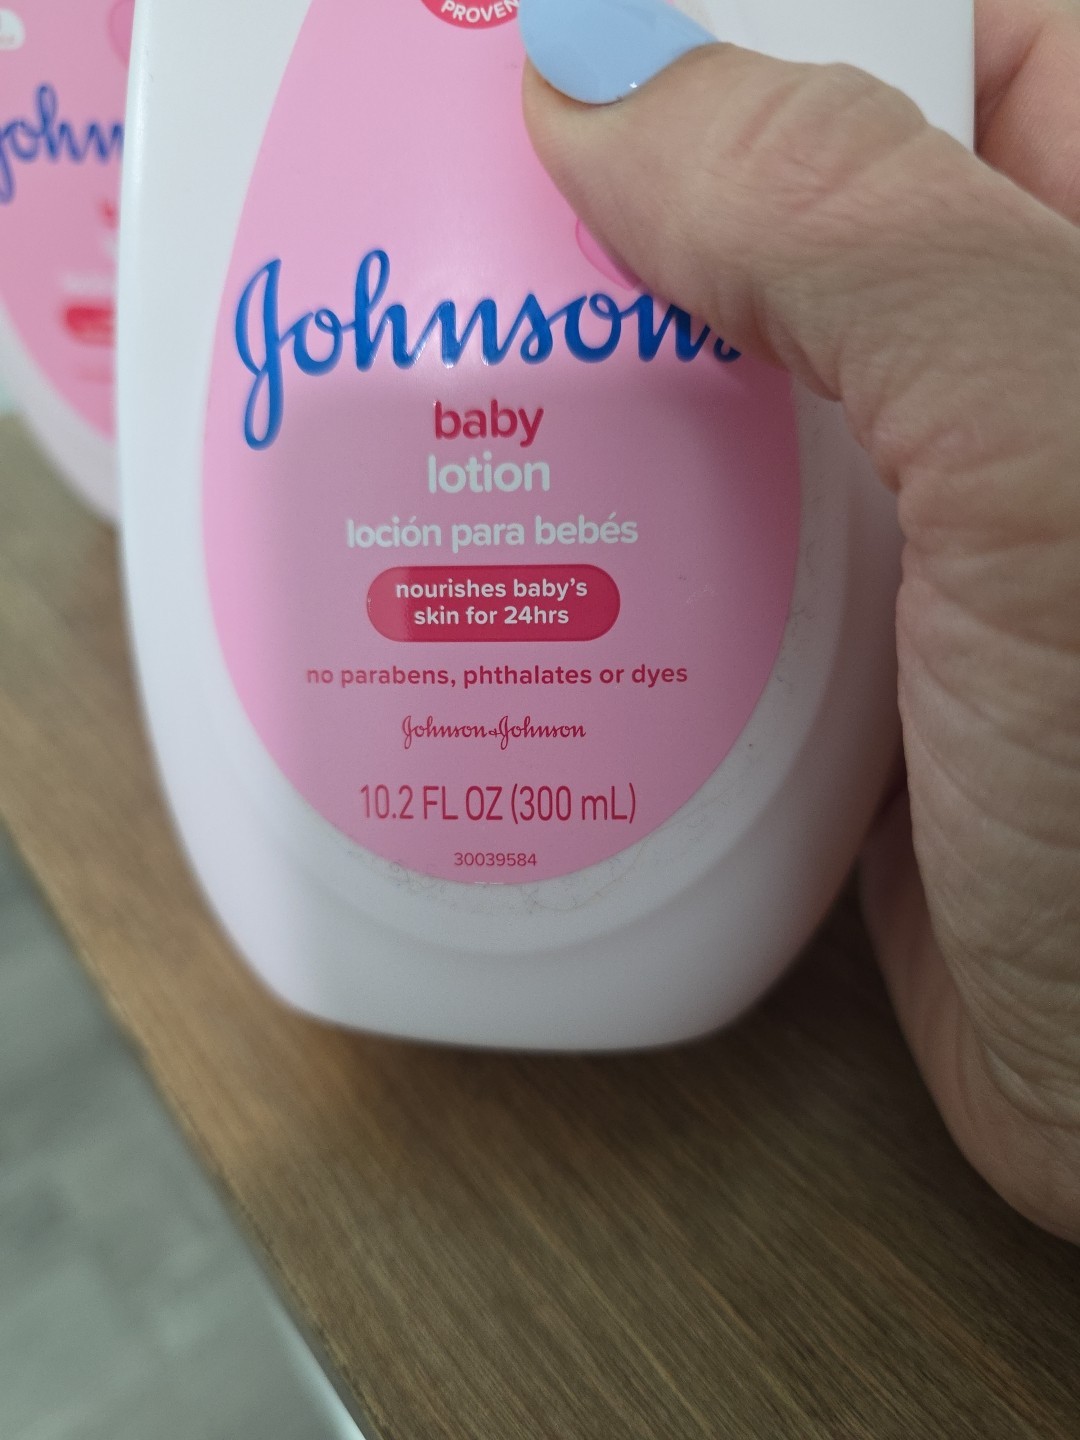 PROVEN
Johnson's
baby
lotion
loción para bebés
nourishes baby's
skin for 24hrs
no parabens, phthalates or dyes
Johnson+Johnson
10.2 FL OZ (300 mL)
30039584
John